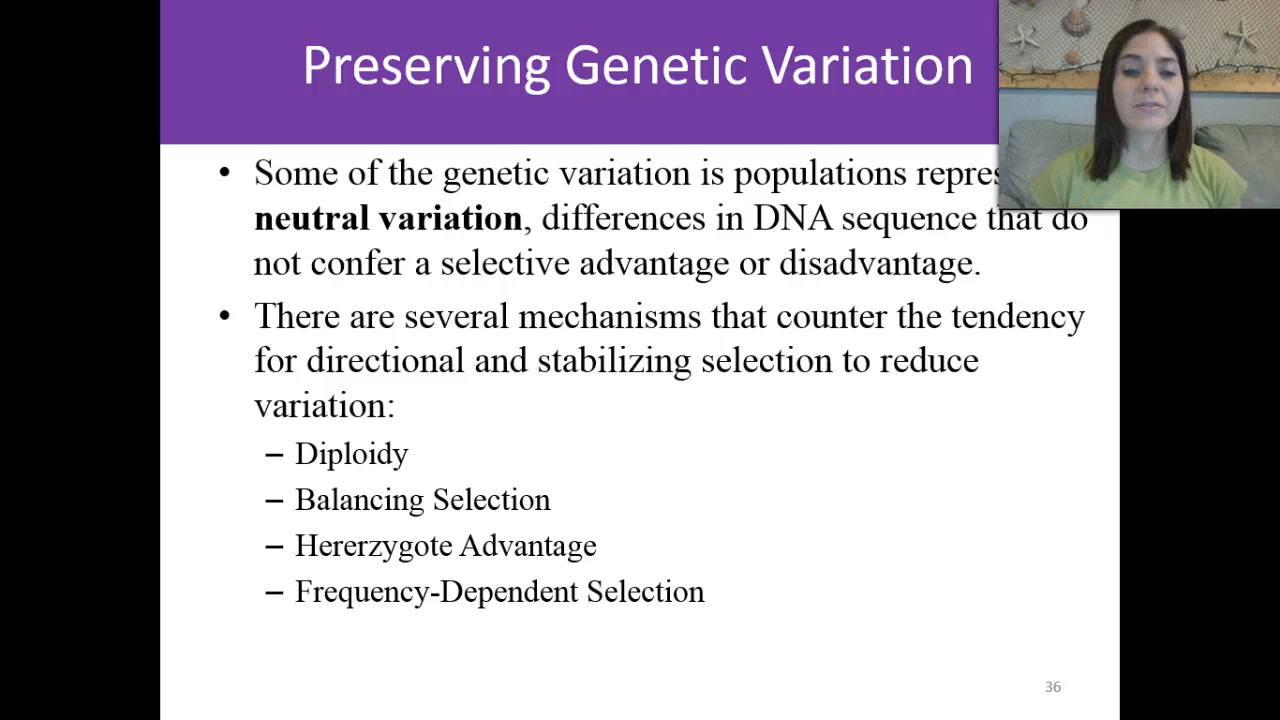 Preserving Genetic Variation
• Some of the genetic variation is populations
neutral variation, differences in DNA sequence that do
not confer a selective advantage or disadvantage.
• There are several mechanisms that counter the tendency
for directional and stabilizing selection to reduce
variation:
– Diploidy
– Balancing Selection
– Hererzygote Advantage
– Frequency-Dependent Selection
36